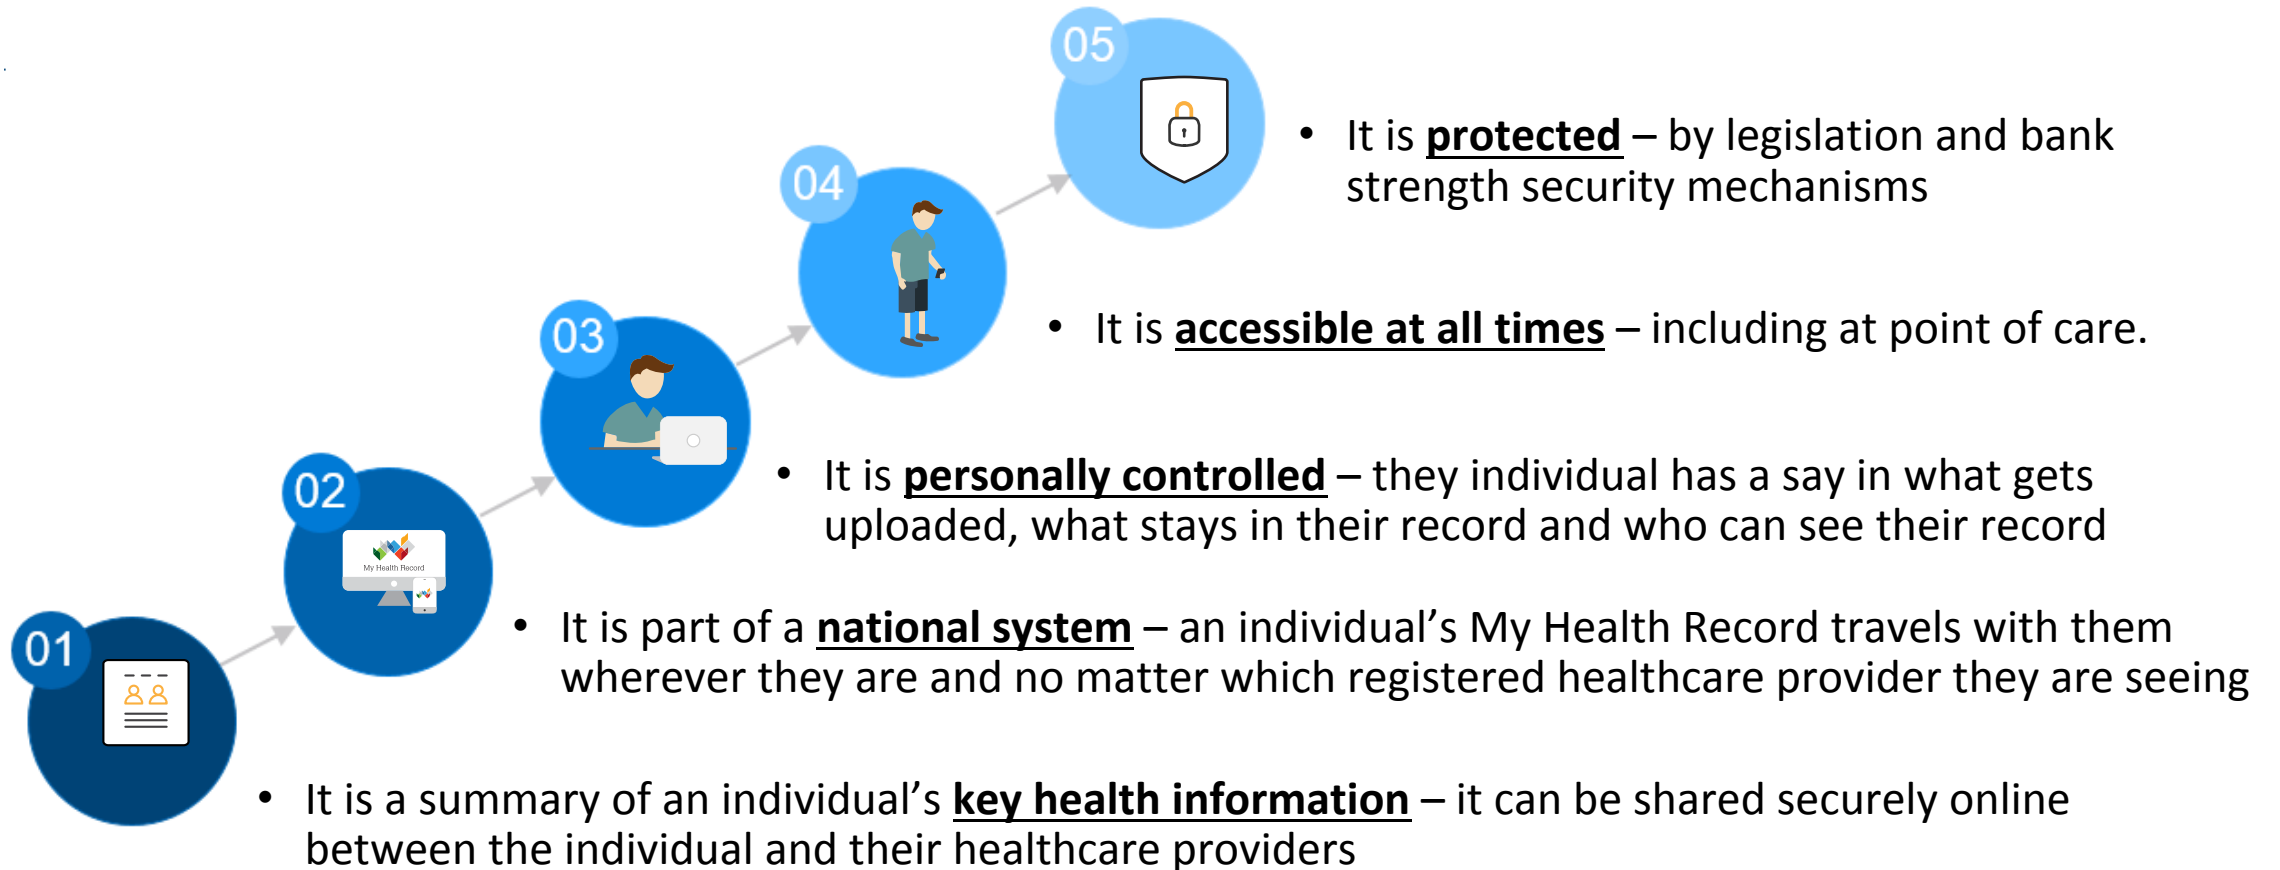 05
• It is protected – by legislation and bank
strength security mechanisms
04
• It is accessible at all times – including at point of care.
03
• It is personally controlled – they individual has a say in what gets
uploaded, what stays in their record and who can see their record
02
My Health Record
• It is part of a national system – an individual’s My Health Record travels with them
wherever they are and no matter which registered healthcare provider they are seeing
01
• It is a summary of an individual’s key health information – it can be shared securely online
between the individual and their healthcare providers